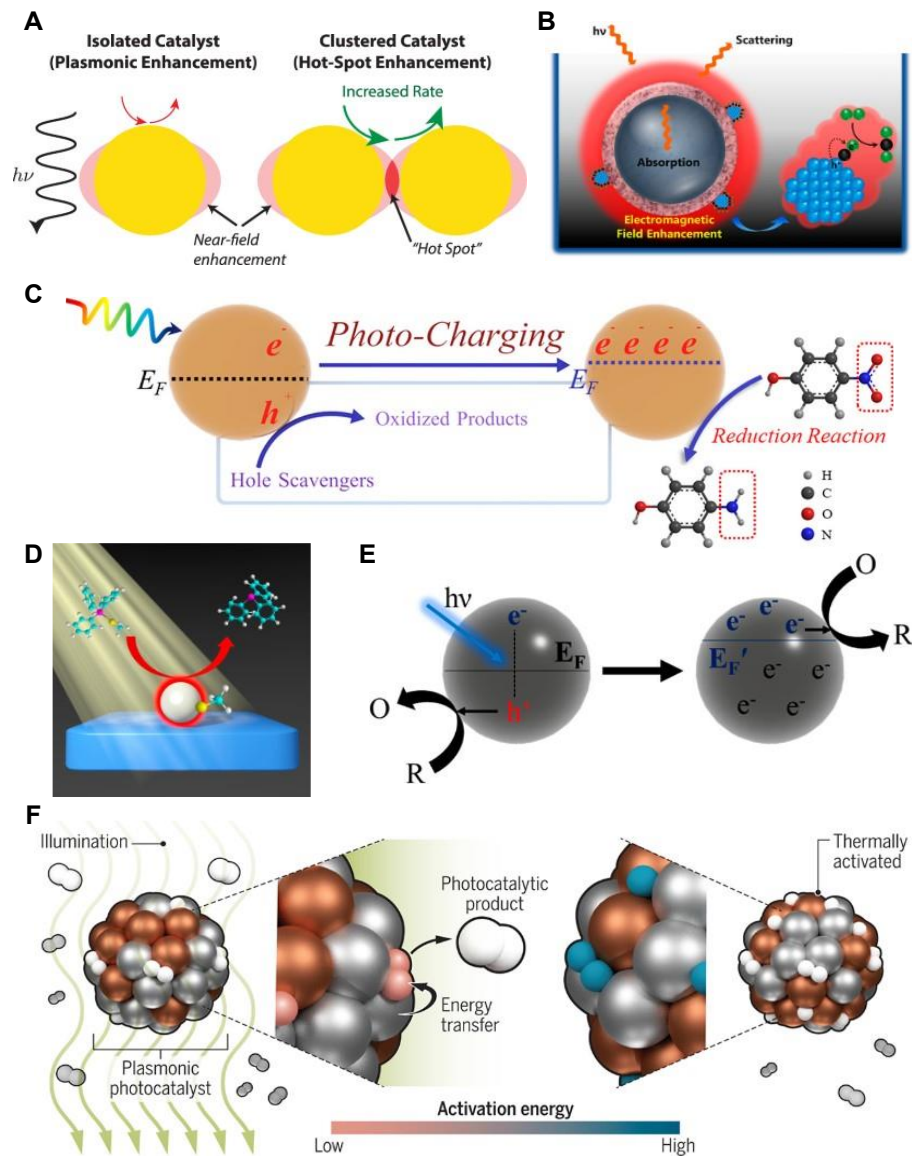 A
Isolated Catalyst
(Plasmonic Enhancement)
Clustered Catalyst
(Hot-Spot Enhancement)
Increased Rate
hν
Near-field
enhancement
"Hot Spot"
B
hν
Scattering
Absorption
Electromagnetic
Field Enhancement
h⁺
C
e⁻
E_F
h⁺
Photo-Charging
e⁻ e⁻ e⁻ e⁻
E_F
Oxidized Products
Hole Scavengers
Reduction Reaction
H
C
O
N
D
E
hν
e⁻
E_F
h⁺
O
R
e⁻ e⁻ e⁻
E_F′
e⁻ e⁻
e⁻ e⁻
O
R
F
Illumination
Plasmonic
photocatalyst
Photocatalytic
product
Energy
transfer
Thermally
activated
Activation energy
Low
High